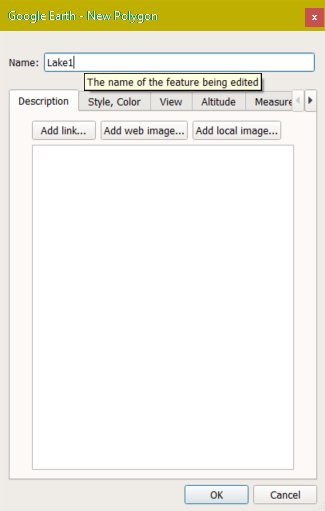 Google Earth - New Polygon
x
Name: Lake1
The name of the feature being edited
Description Style, Color View Altitude Measure
Add link... Add web image... Add local image...
OK Cancel